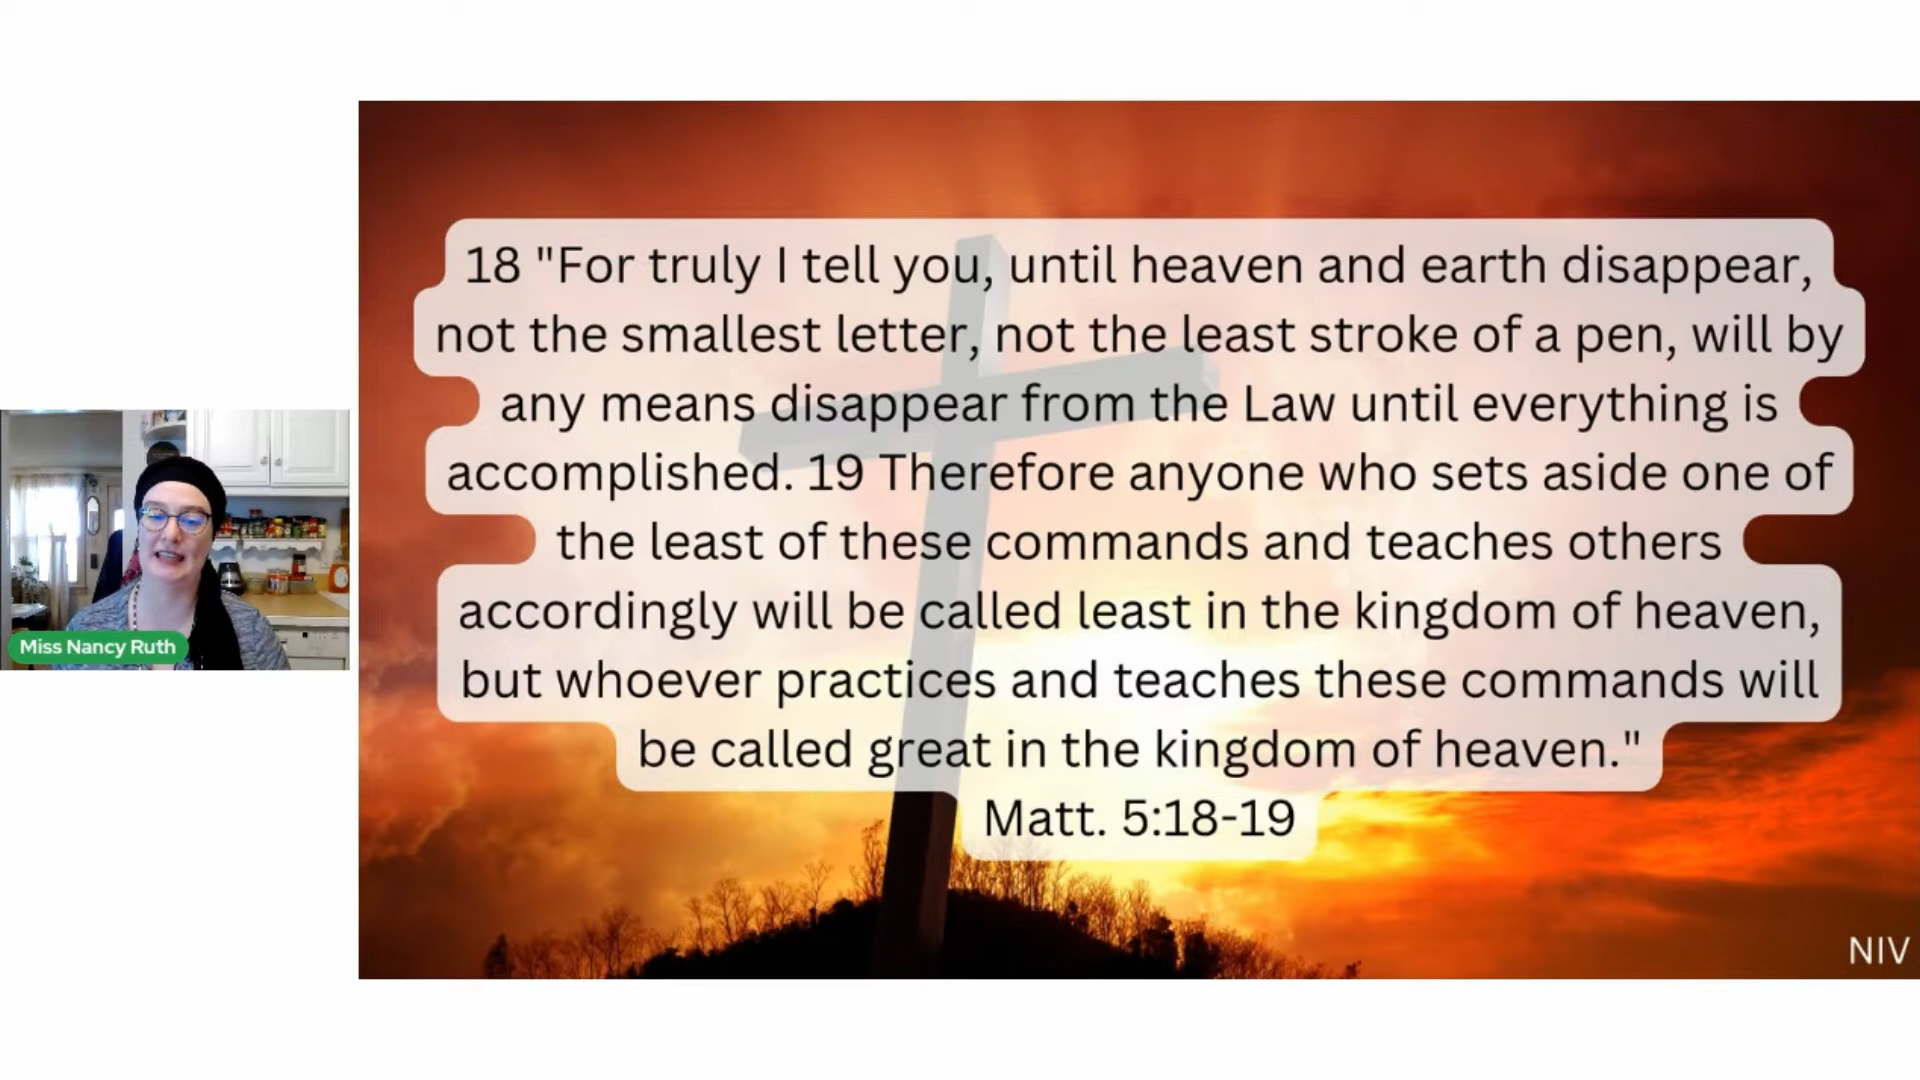 18 "For truly I tell you, until heaven and earth disappear,
not the smallest letter, not the least stroke of a pen, will by
any means disappear from the Law until everything is
accomplished. 19 Therefore anyone who sets aside one of
the least of these commands and teaches others
accordingly will be called least in the kingdom of heaven,
but whoever practices and teaches these commands will
be called great in the kingdom of heaven."
Matt. 5:18-19
Miss Nancy Ruth
NIV